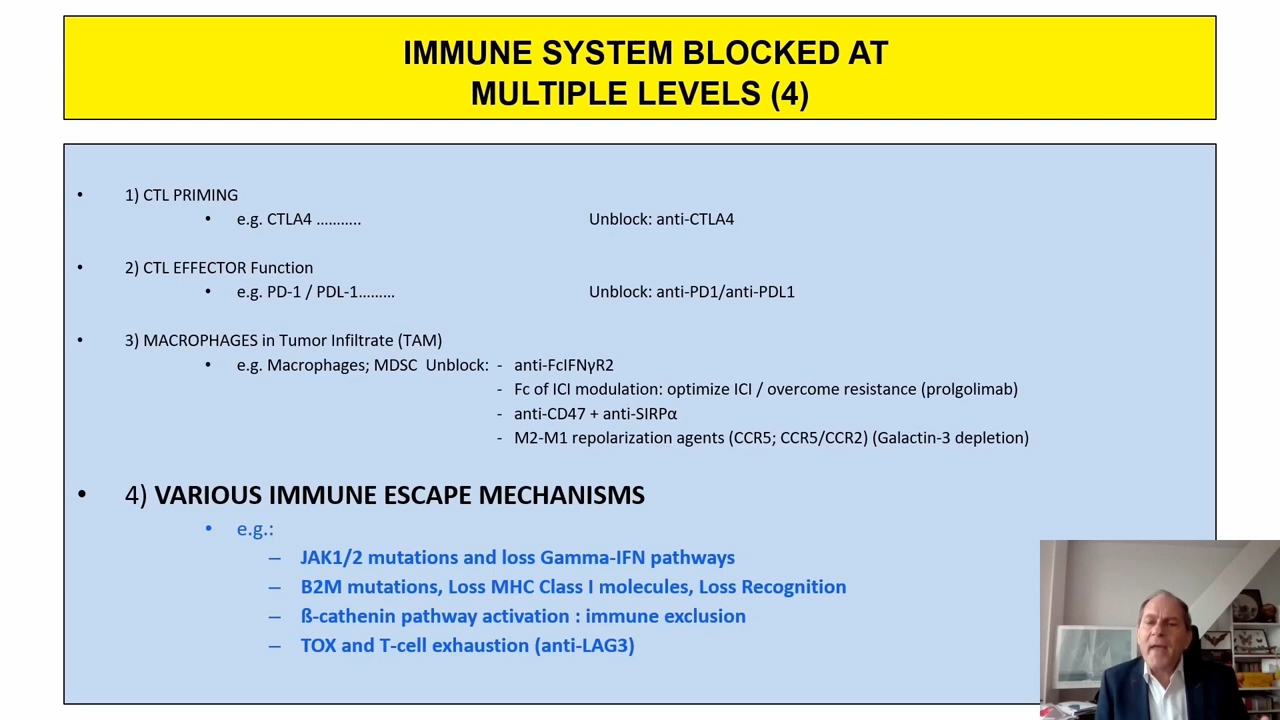 IMMUNE SYSTEM BLOCKED AT
MULTIPLE LEVELS (4)
• 1) CTL PRIMING
• e.g. CTLA4 ........... Unblock: anti-CTLA4
• 2) CTL EFFECTOR Function
• e.g. PD-1 / PDL-1......... Unblock: anti-PD1/anti-PDL1
• 3) MACROPHAGES in Tumor Infiltrate (TAM)
• e.g. Macrophages; MDSC Unblock: - anti-FcIFNγR2
- Fc of ICI modulation: optimize ICI / overcome resistance (prolgolimab)
- anti-CD47 + anti-SIRPα
- M2-M1 repolarization agents (CCR5; CCR5/CCR2) (Galactin-3 depletion)
• 4) VARIOUS IMMUNE ESCAPE MECHANISMS
• e.g.:
– JAK1/2 mutations and loss Gamma-IFN pathways
– B2M mutations, Loss MHC Class I molecules, Loss Recognition
– ß-cathenin pathway activation : immune exclusion
– TOX and T-cell exhaustion (anti-LAG3)